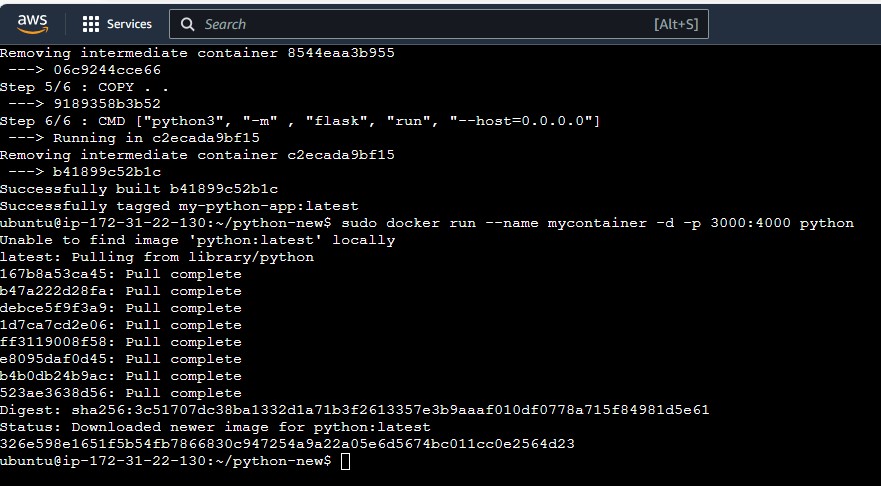 aws
Services
Search
[Alt+S]
Removing intermediate container 8544eaa3b955
---> 06c9244cce66
Step 5/6 : COPY . .
---> 9189358b3b52
Step 6/6 : CMD ["python3", "-m" , "flask", "run", "--host=0.0.0.0"]
---> Running in c2ecada9bf15
Removing intermediate container c2ecada9bf15
---> b41899c52b1c
Successfully built b41899c52b1c
Successfully tagged my-python-app:latest
ubuntu@ip-172-31-22-130:~/python-new$ sudo docker run --name mycontainer -d -p 3000:4000 python
Unable to find image 'python:latest' locally
latest: Pulling from library/python
167b8a53ca45: Pull complete
b47a222d28fa: Pull complete
debce5f9f3a9: Pull complete
1d7ca7cd2e06: Pull complete
ff3119008f58: Pull complete
e8095daf0d45: Pull complete
b4b0db24b9ac: Pull complete
523ae3638d56: Pull complete
Digest: sha256:3c51707dc38ba1332d1a71b3f2613357e3b9aaaf010df0778a715f84981d5e61
Status: Downloaded newer image for python:latest
326e598e1651f5b54fb7866830c947254a9a22a05e6d5674bc011cc0e2564d23
ubuntu@ip-172-31-22-130:~/python-new$